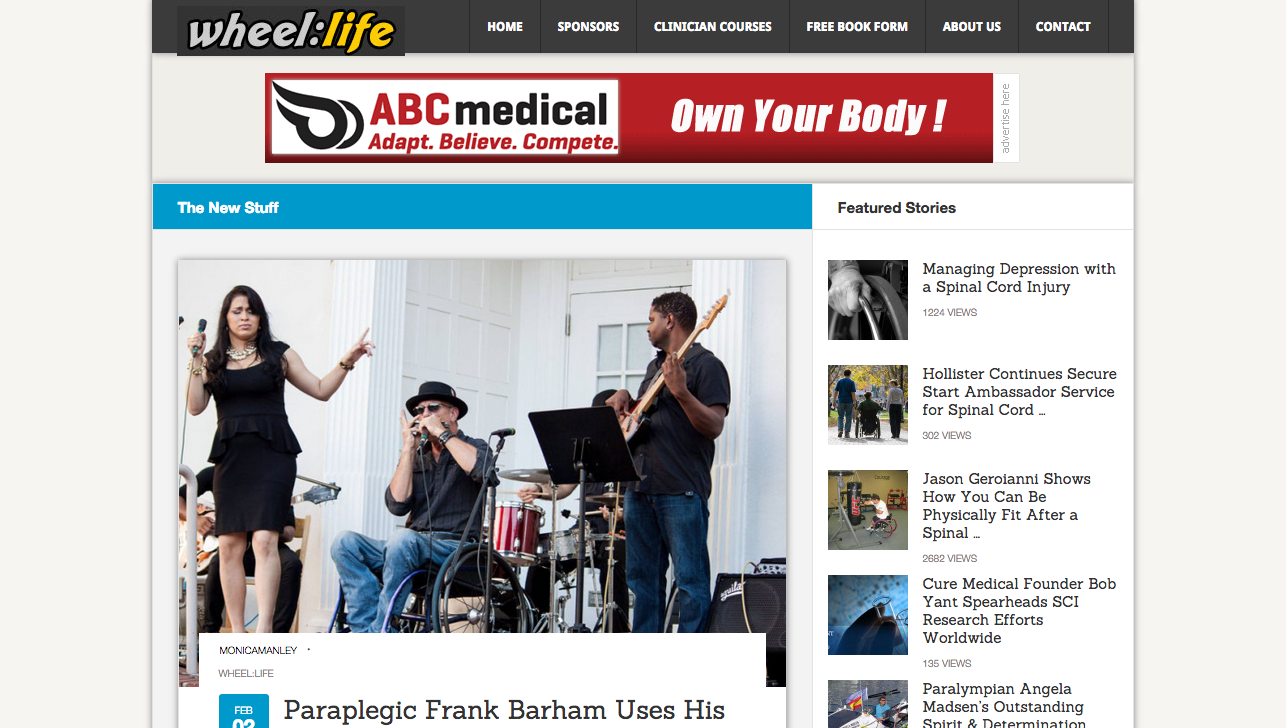 wheel:life
HOME
SPONSORS
CLINICIAN COURSES
FREE BOOK FORM
ABOUT US
CONTACT
ABC medical
Adapt. Believe. Compete.
Own Your Body !
advertise here
The New Stuff
MONICAMANLEY •
WHEEL:LIFE
FEB
02
Paraplegic Frank Barham Uses His
Featured Stories
Managing Depression with
a Spinal Cord Injury
1224 VIEWS
Hollister Continues Secure
Start Ambassador Service
for Spinal Cord ...
302 VIEWS
Jason Geroianni Shows
How You Can Be
Physically Fit After a
Spinal ...
2682 VIEWS
Cure Medical Founder Bob
Yant Spearheads SCI
Research Efforts
Worldwide
135 VIEWS
Paralympian Angela
Madsen's Outstanding
Spirit & Determination